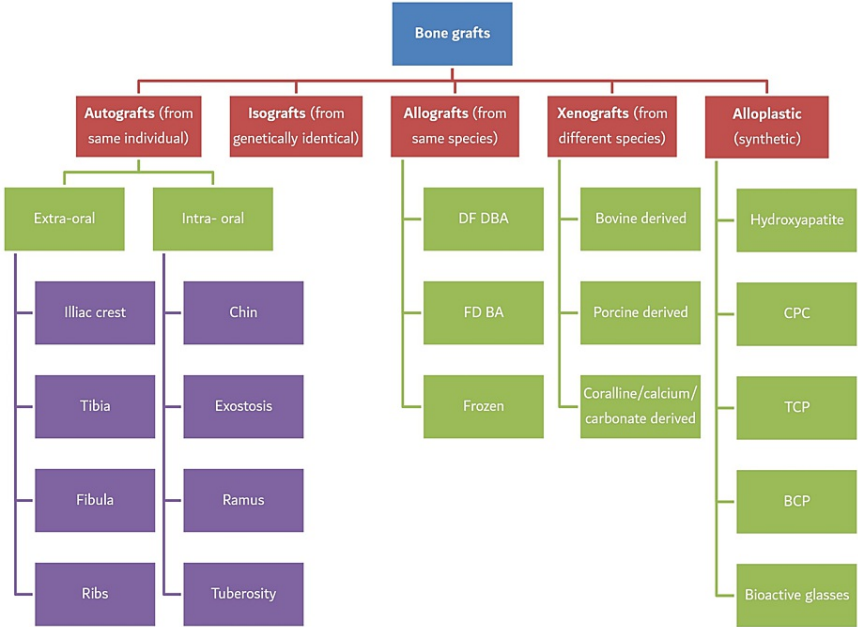 Bone grafts
Autografts (from
same individual)
Isografts (from
genetically identical)
Allografts (from
same species)
Xenografts (from
different species)
Alloplastic
(synthetic)
Extra-oral
Intra- oral
DF DBA
Bovine derived
Hydroxyapatite
Illiac crest
Chin
FD BA
Porcine derived
CPC
Tibia
Exostosis
Frozen
Coralline/calcium/
carbonate derived
TCP
Fibula
Ramus
BCP
Ribs
Tuberosity
Bioactive glasses